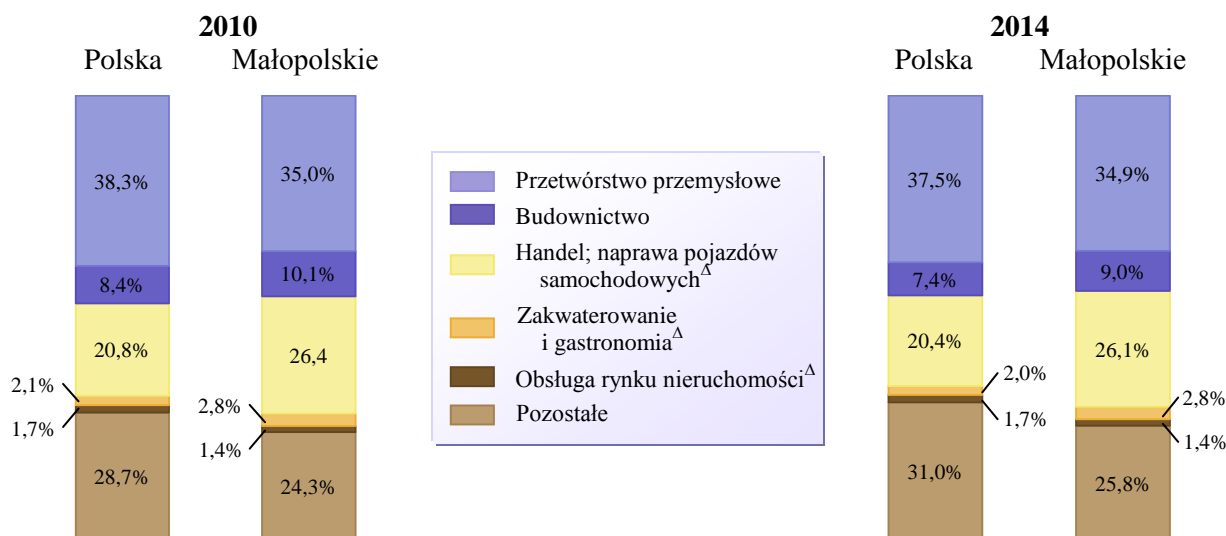 2010
Polska
Małopolskie
38,3%
8,4%
20,8%
2,1%
1,7%
28,7%
35,0%
10,1%
26,4
2,8%
1,4%
24,3%
Przetwórstwo przemysłowe
Budownictwo
Handel; naprawa pojazdów
samochodowych^Δ
Zakwaterowanie
i gastronomia^Δ
Obsługa rynku nieruchomości^Δ
Pozostałe
2014
Polska
Małopolskie
37,5%
7,4%
20,4%
2,0%
1,7%
31,0%
34,9%
9,0%
26,1%
2,8%
1,4%
25,8%